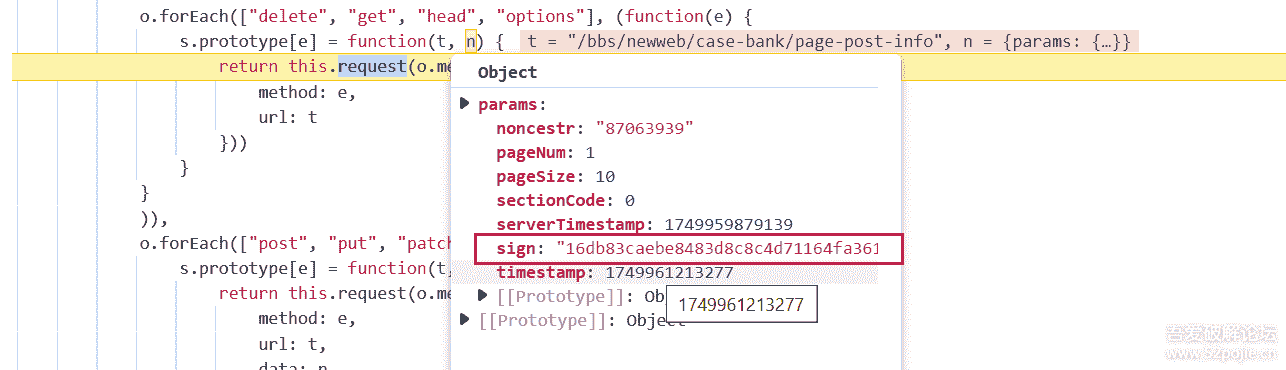 o.forEach(["delete", "get", "head", "options"], (function(e) {
s.prototype[e] = function(t, n) { t = "/bbs/newweb/case-bank/page-post-info", n = {params: {…}}
return this.request(o.me
Object
method: e,
params:
url: t
noncestr: "87063939"
}))
pageNum: 1
}
pageSize: 10
}
sectionCode: 0
)),
serverTimestamp: 1749959879139
o.forEach(["post", "put", "patc
sign: "16db83caebe8483d8c8c4d71164fa361
s.prototype[e] = function(t,
timestamp: 1749961213277
return this.request(o.me
[[Prototype]]: Ob
1749961213277
method: e,
[[Prototype]]: Object
url: t,
data: n
吾爱破解论坛
www.52pojie.cn